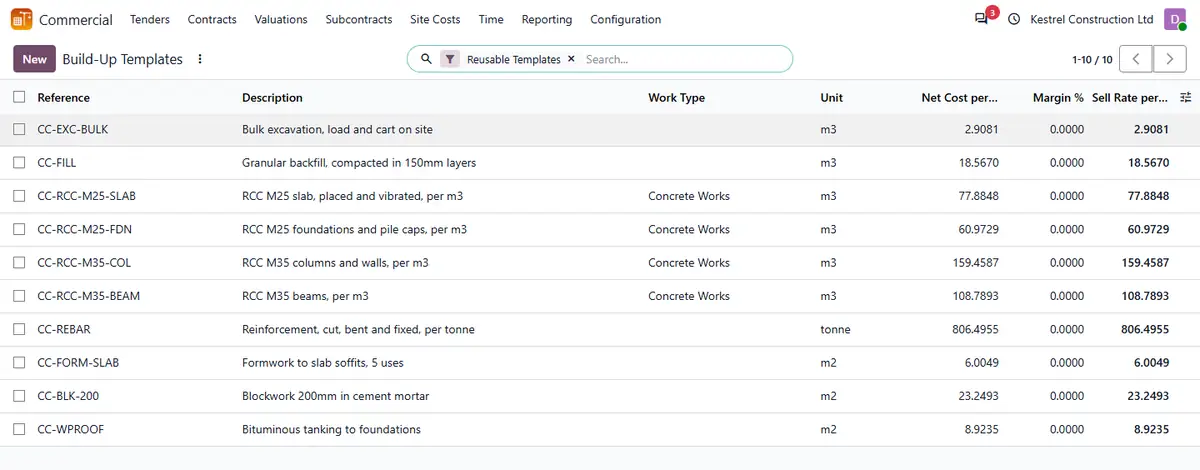 Commercial Tenders Contracts Valuations Subcontracts Site Costs Time Reporting Configuration 3 Kestrel Construction Ltd D
New Build-Up Templates Reusable Templates × Search... 1-10 / 10
Reference Description Work Type Unit Net Cost per... Margin % Sell Rate per...
CC-EXC-BULK Bulk excavation, load and cart on site m3 2.9081 0.0000 2.9081
CC-FILL Granular backfill, compacted in 150mm layers m3 18.5670 0.0000 18.5670
CC-RCC-M25-SLAB RCC M25 slab, placed and vibrated, per m3 Concrete Works m3 77.8848 0.0000 77.8848
CC-RCC-M25-FDN RCC M25 foundations and pile caps, per m3 Concrete Works m3 60.9729 0.0000 60.9729
CC-RCC-M35-COL RCC M35 columns and walls, per m3 Concrete Works m3 159.4587 0.0000 159.4587
CC-RCC-M35-BEAM RCC M35 beams, per m3 Concrete Works m3 108.7893 0.0000 108.7893
CC-REBAR Reinforcement, cut, bent and fixed, per tonne tonne 806.4955 0.0000 806.4955
CC-FORM-SLAB Formwork to slab soffits, 5 uses m2 6.0049 0.0000 6.0049
CC-BLK-200 Blockwork 200mm in cement mortar m2 23.2493 0.0000 23.2493
CC-WPROOF Bituminous tanking to foundations m2 8.9235 0.0000 8.9235